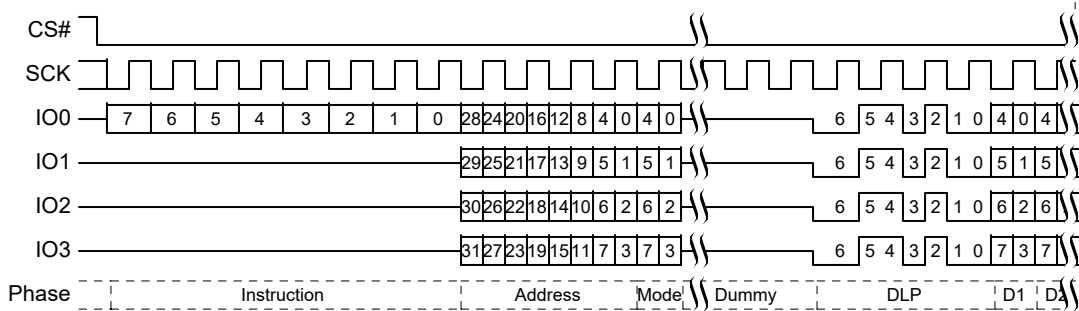 CS#
SCK
IO0 7 6 5 4 3 2 1 0 28 24 20 16 12 8 4 0 4 0 6 5 4 3 2 1 0 4 0 4
IO1 29 25 21 17 13 9 5 1 5 1 6 5 4 3 2 1 0 5 1 5
IO2 30 26 22 18 14 10 6 2 6 2 6 5 4 3 2 1 0 6 2 6
IO3 31 27 23 19 15 11 7 3 7 3 6 5 4 3 2 1 0 7 3 7
Phase Instruction Address Mode Dummy DLP D1 D2